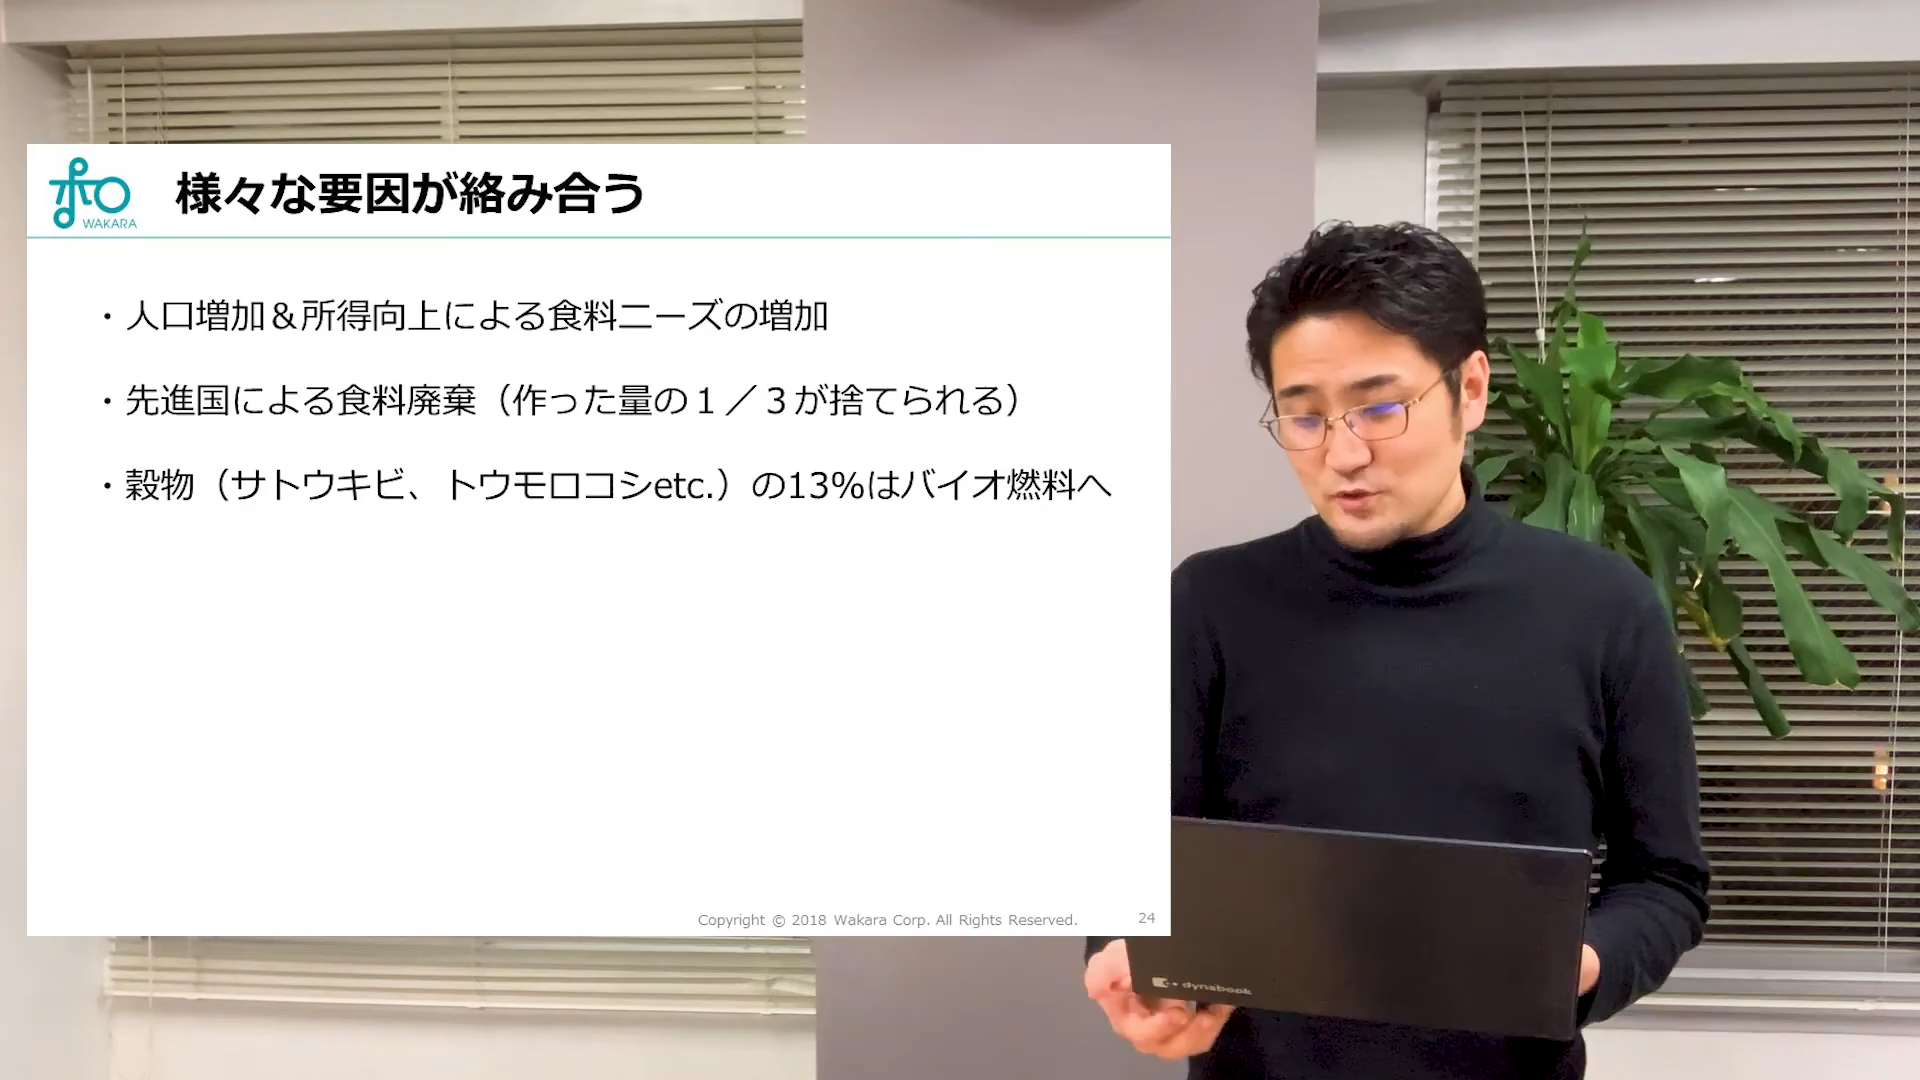 WAKARA
様々な要因が絡み合う
・人口増加＆所得向上による食料ニーズの増加
・先進国による食料廃棄（作った量の１／３が捨てられる）
・穀物（サトウキビ、トウモロコシetc.）の13%はバイオ燃料へ
Copyright © 2018 Wakara Corp. All Rights Reserved.
24
dynabook